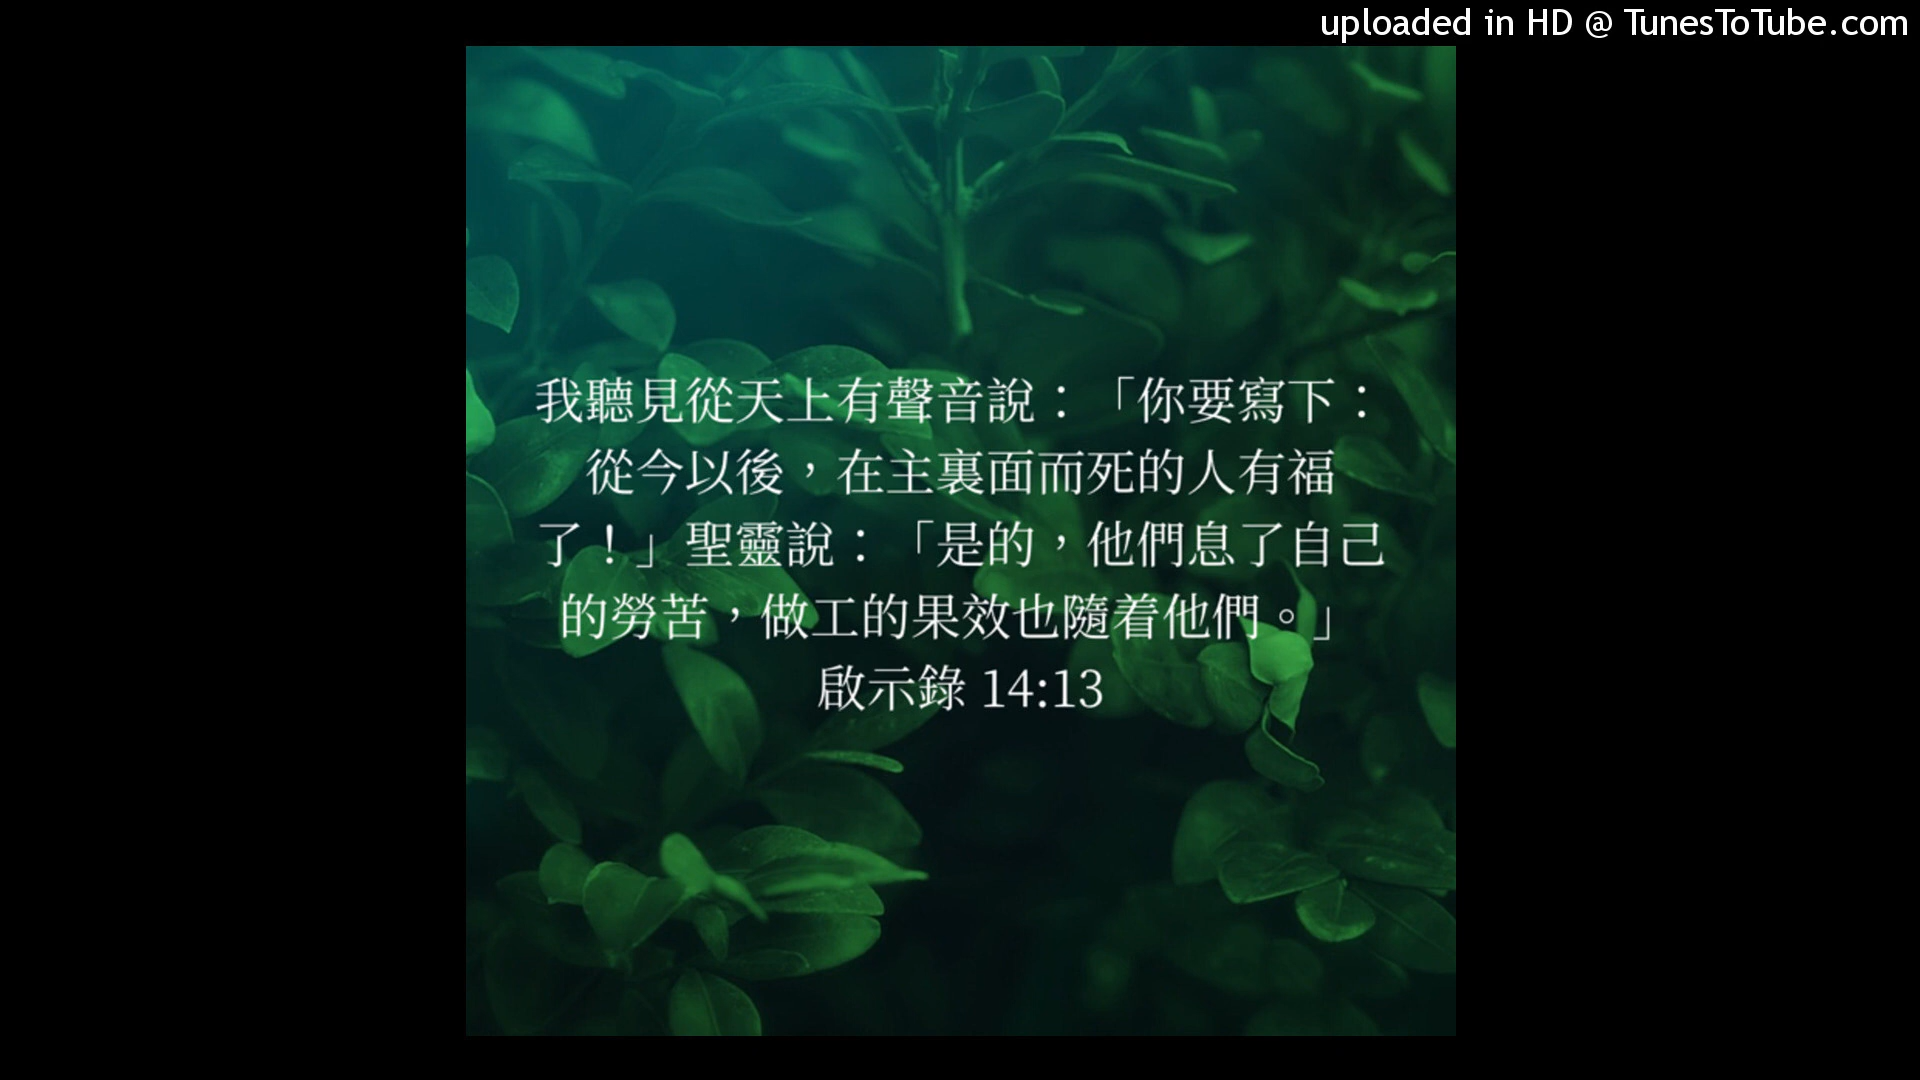 uploaded in HD @ TunesToTube.com
我聽見從天上有聲音說：「你要寫下：
從今以後，在主裏面而死的人有福
了！」聖靈說：「是的，他們息了自己
的勞苦，做工的果效也隨着他們。」
啟示錄 14:13